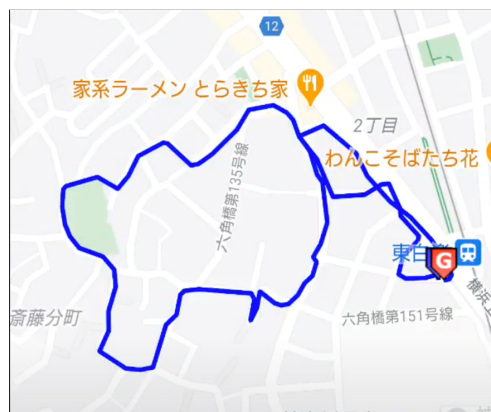 12
家系ラーメン とらきち家
2丁目
わんこそばたち花
六角橋第135号線
東白
G
横浜
斎藤分町
六角橋第151号線